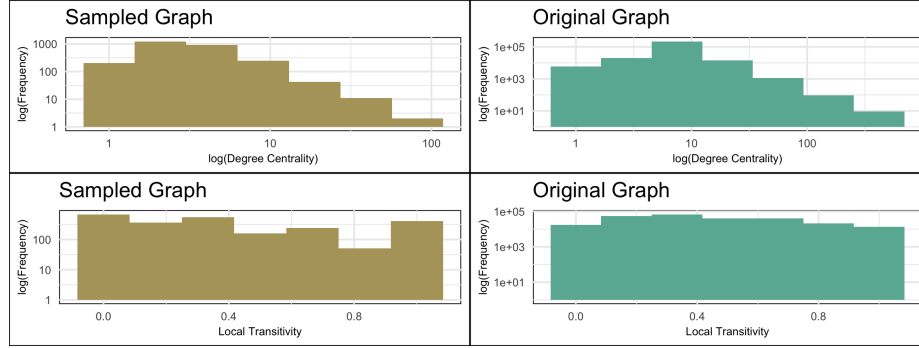 Sampled Graph
log(Frequency)
1000
100
10
1
1 10 100
log(Degree Centrality)
Original Graph
log(Frequency)
1e+05
1e+03
1e+01
1 10 100
log(Degree Centrality)
Sampled Graph
log(Frequency)
100
10
1
0.0 0.4 0.8
Local Transitivity
Original Graph
log(Frequency)
1e+05
1e+03
1e+01
0.0 0.4 0.8
Local Transitivity